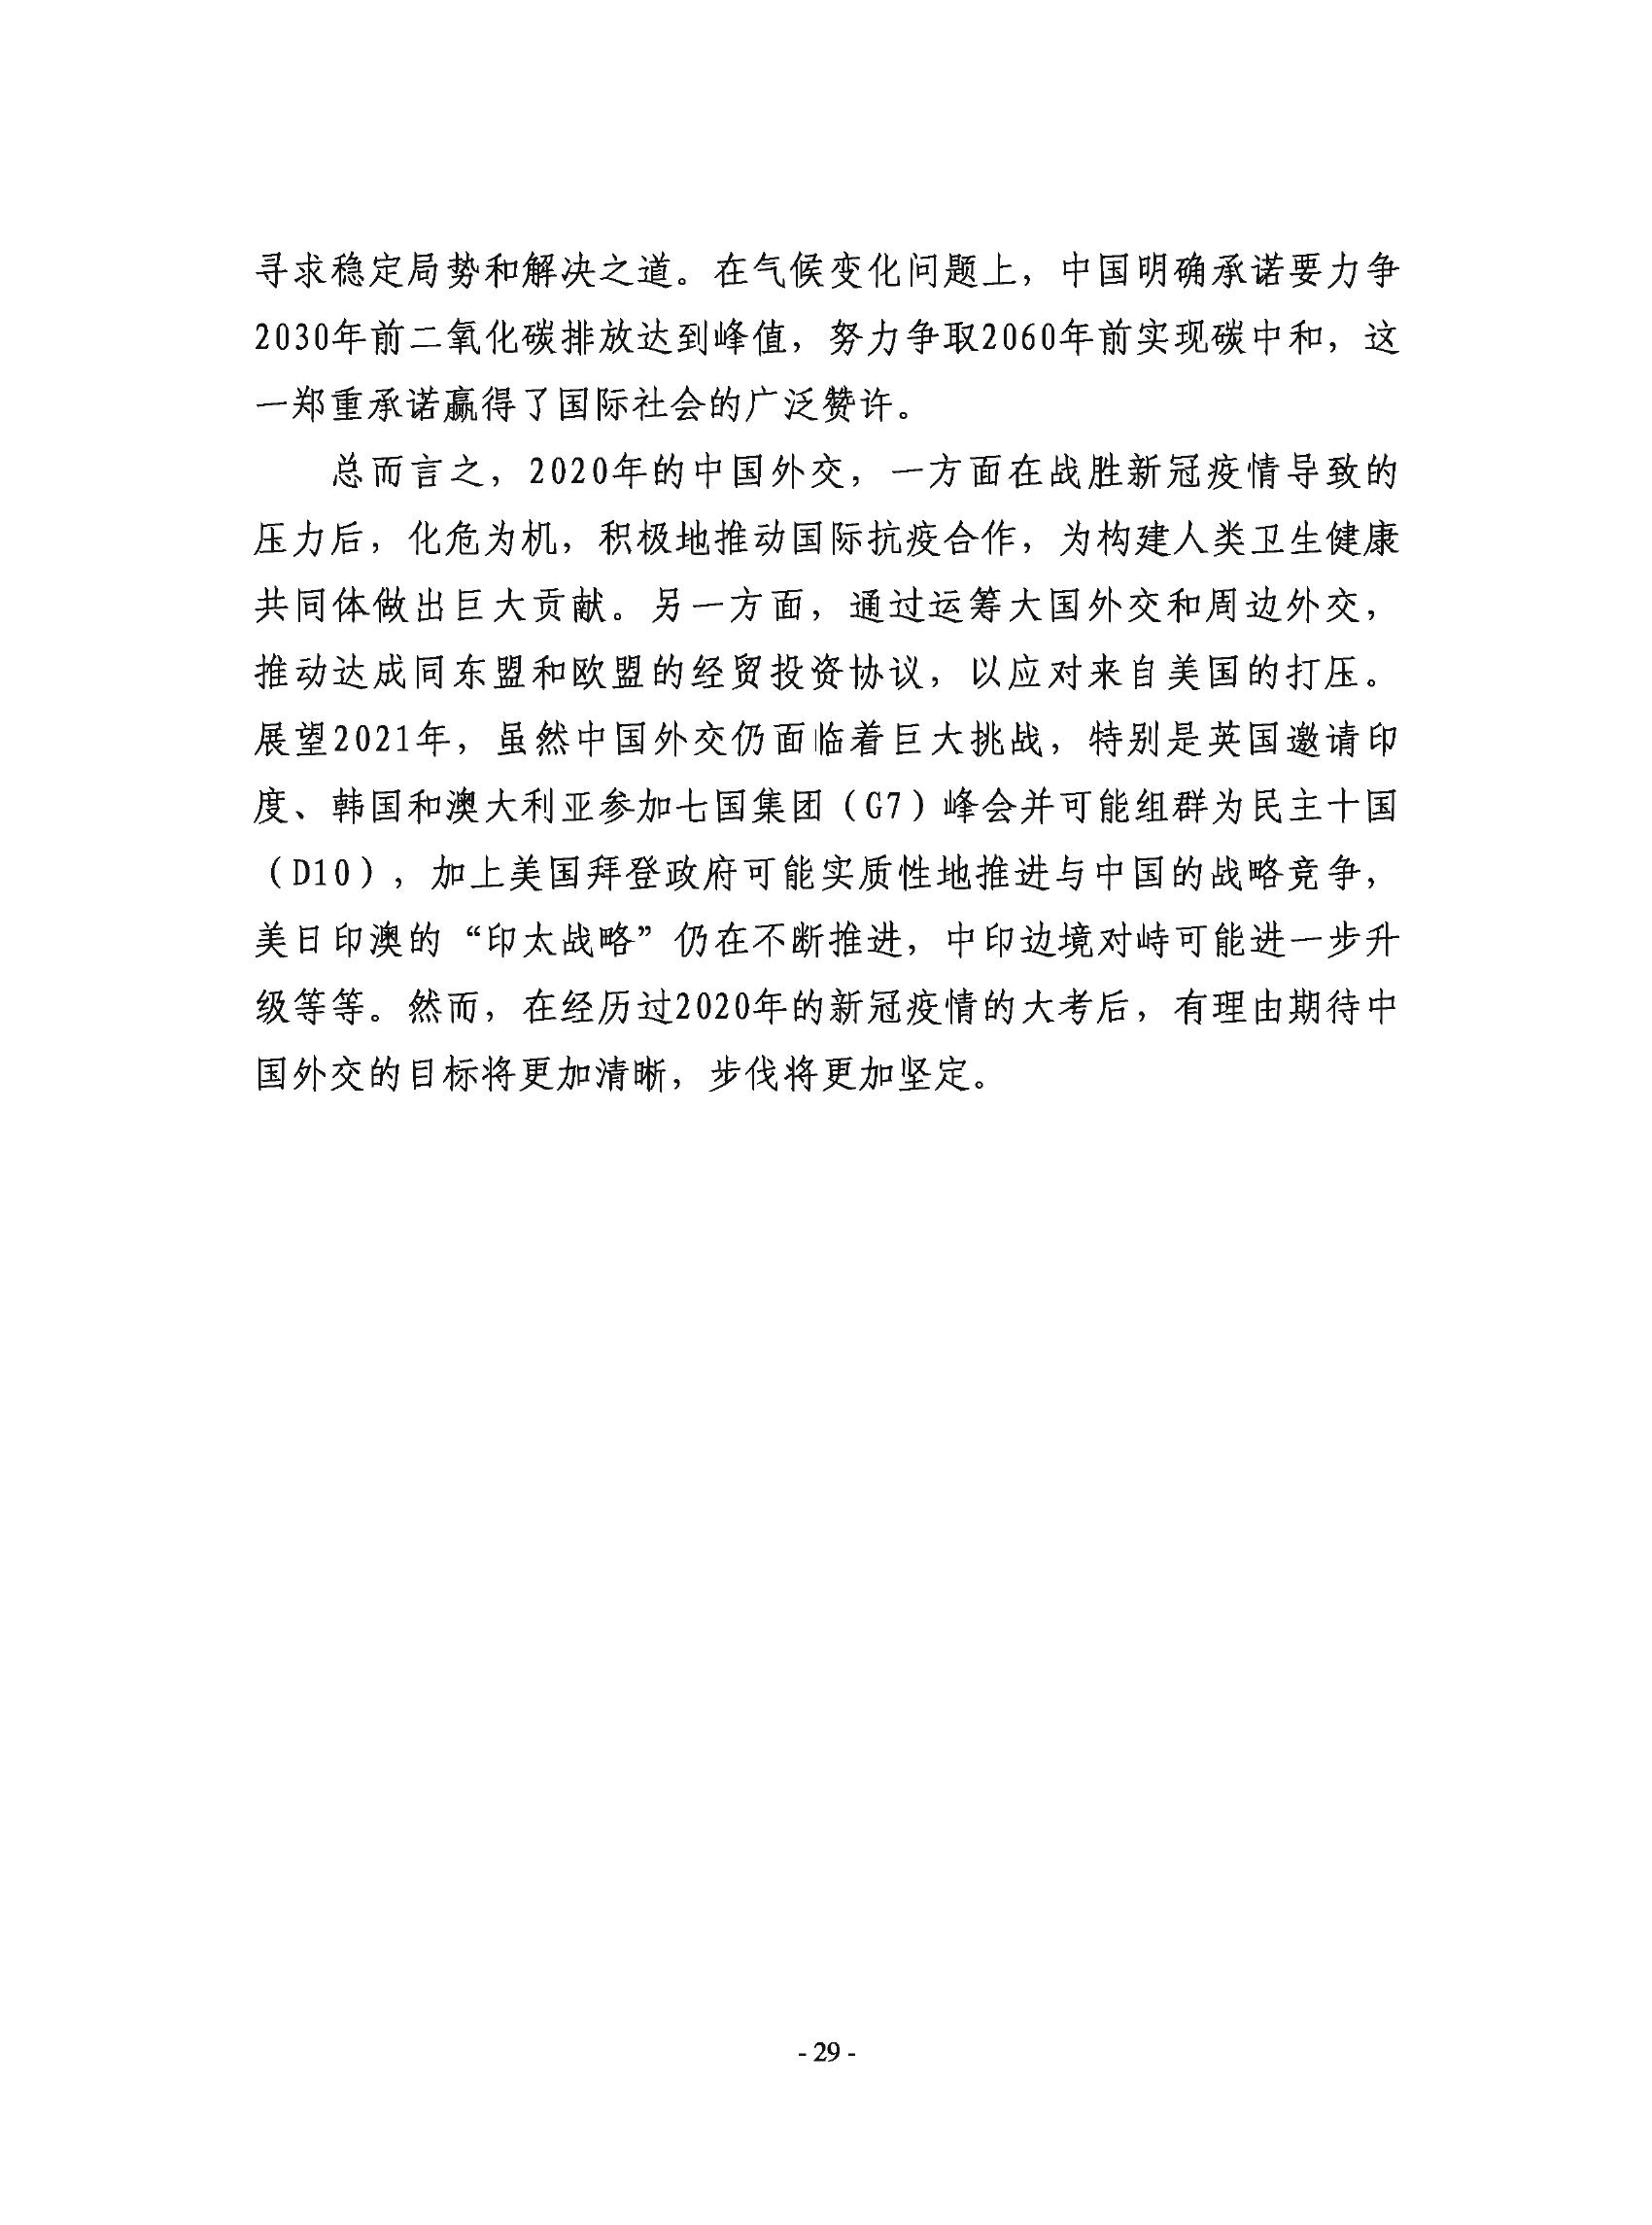 寻求稳定局势和解决之道。在气候变化问题上，中国明确承诺要力争
2030年前二氧化碳排放达到峰值，努力争取2060年前实现碳中和，这
一郑重承诺赢得了国际社会的广泛赞许。
总而言之，2020年的中国外交，一方面在战胜新冠疫情导致的
压力后，化危为机，积极地推动国际抗疫合作，为构建人类卫生健康
共同体做出巨大贡献。另一方面，通过运筹大国外交和周边外交，
推动达成同东盟和欧盟的经贸投资协议，以应对来自美国的打压。
展望2021年，虽然中国外交仍面临着巨大挑战，特别是英国邀请印
度、韩国和澳大利亚参加七国集团（G7）峰会并可能组群为民主十国
（D10），加上美国拜登政府可能实质性地推进与中国的战略竞争，
美日印澳的“印太战略”仍在不断推进，中印边境对峙可能进一步升
级等等。然而，在经历过2020年的新冠疫情的大考后，有理由期待中
国外交的目标将更加清晰，步伐将更加坚定。
- 29 -